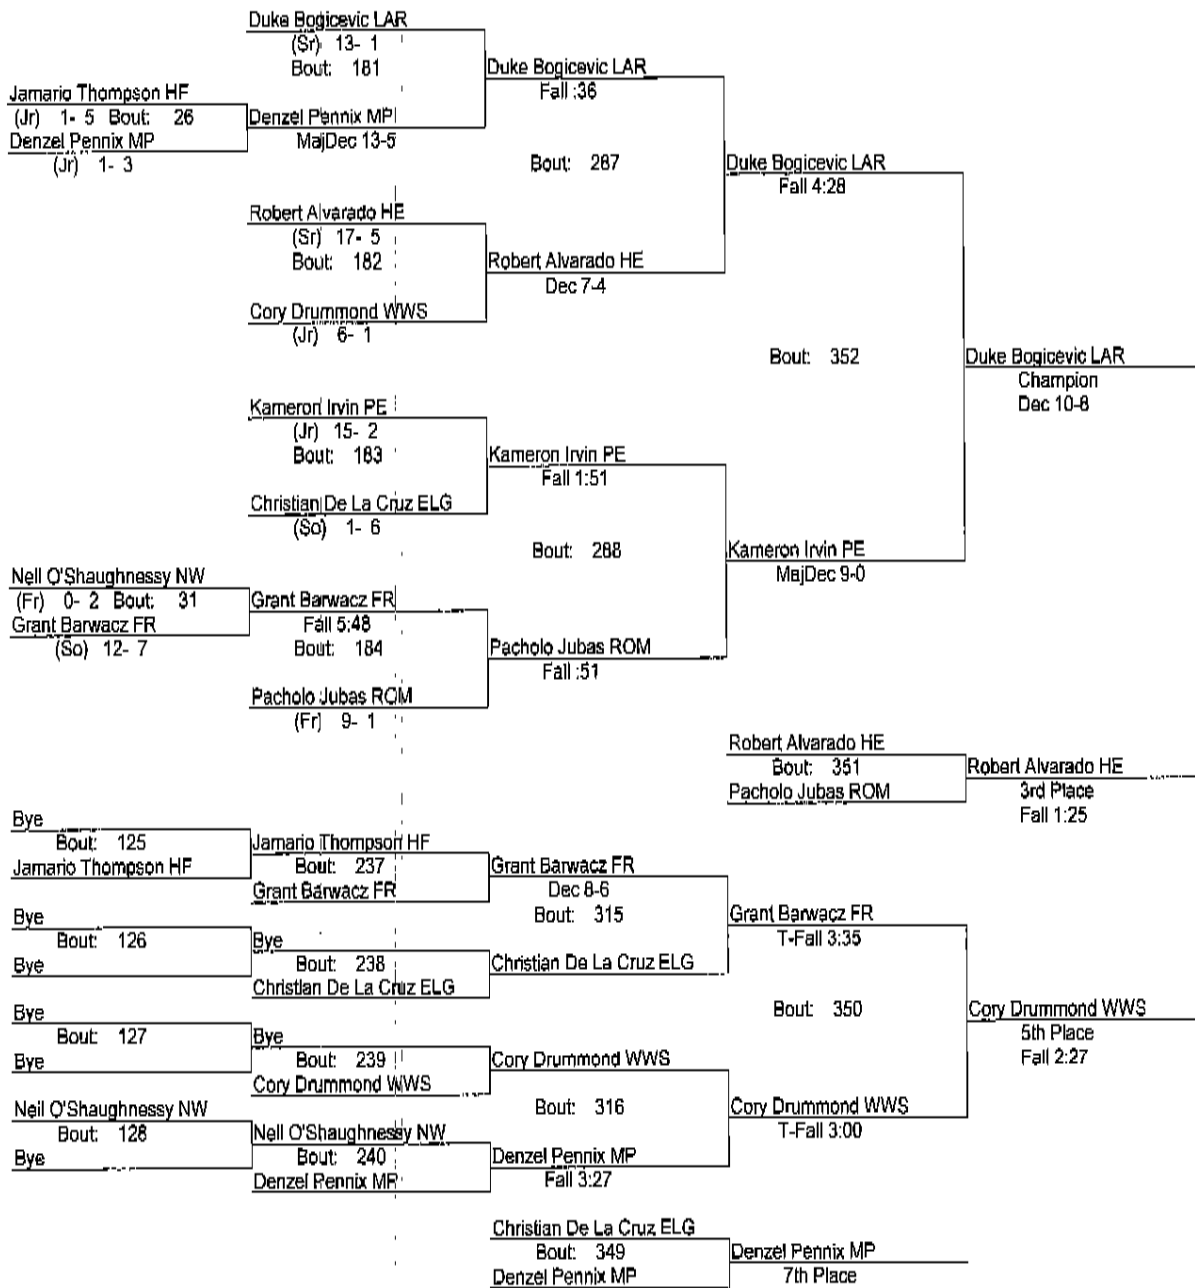 Duke Bogicevic LAR
(Sr) 13- 1
Bout: 181
Duke Bogicevic LAR
Fall :36
Jamario Thompson HF
(Jr) 1- 5 Bout: 26
Denzel Pennix MP
(Jr) 1- 3
Denzel Pennix MP
MajDec 13-5
Bout: 287
Duke Bogicevic LAR
Fall 4:28
Robert Alvarado HE
(Sr) 17- 5
Bout: 182
Robert Alvarado HE
Dec 7-4
Cory Drummond WWS
(Jr) 6- 1
Bout: 352
Duke Bogicevic LAR
Champion
Dec 10-8
Kameron Irvin PE
(Jr) 15- 2
Bout: 183
Kameron Irvin PE
Fall 1:51
Christian De La Cruz ELG
(So) 1- 6
Bout: 288
Kameron Irvin PE
MajDec 9-0
Neil O'Shaughnessy NW
(Fr) 0- 2 Bout: 31
Grant Barwacz FR
(So) 12- 7
Grant Barwacz FR
Fall 5:48
Bout: 184
Pacholo Jubas ROM
Fall :51
Pacholo Jubas ROM
(Fr) 9- 1
Robert Alvarado HE
Bout: 351
Pacholo Jubas ROM
Robert Alvarado HE
3rd Place
Fall 1:25
Bye
Bout: 125
Jamario Thompson HF
Jamario Thompson HF
Bout: 237
Grant Barwacz FR
Grant Barwacz FR
Dec 8-6
Bout: 315
Grant Barwacz FR
T-Fall 3:35
Bye
Bout: 126
Bye
Bye
Bout: 238
Christian De La Cruz ELG
Christian De La Cruz ELG
Bout: 350
Cory Drummond WWS
5th Place
Fall 2:27
Bye
Bout: 127
Bye
Bye
Bout: 239
Cory Drummond WWS
Cory Drummond WWS
Bout: 316
Cory Drummond WWS
T-Fall 3:00
Neil O'Shaughnessy NW
Bout: 128
Bye
Neil O'Shaughnessy NW
Bout: 240
Denzel Pennix MP
Denzel Pennix MP
Fall 3:27
Christian De La Cruz ELG
Bout: 349
Denzel Pennix MP
Denzel Pennix MP
7th Place